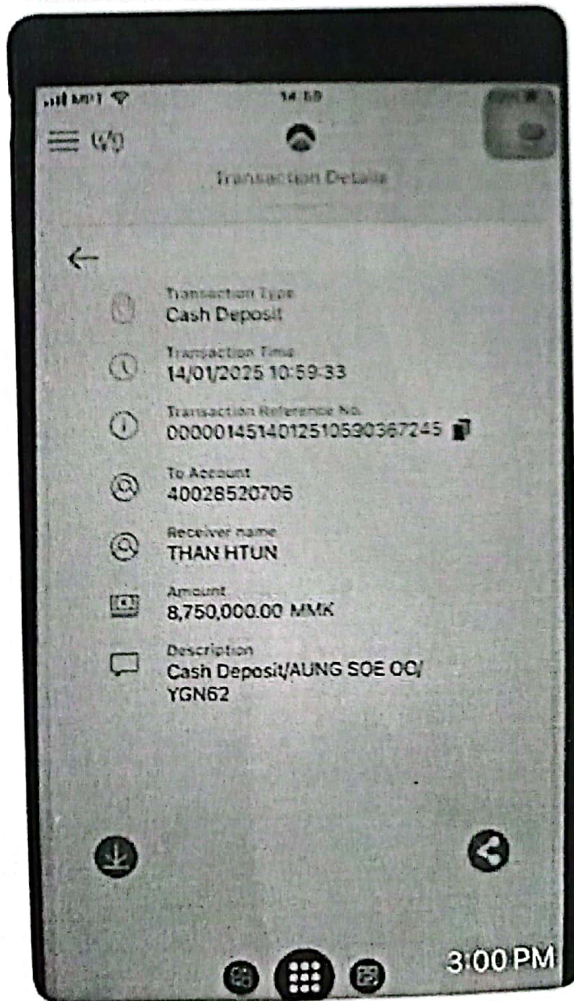 MPT
14:59
Transaction Details
Transaction Type
Cash Deposit
Transaction Time
14/01/2025 10:59:33
Transaction Reference No.
0000014514012510590367245
To Account
40028520706
Receiver name
THAN HTUN
Amount
8,750,000.00 MMK
Description
Cash Deposit/AUNG SOE OO/
YGN62
3:00 PM